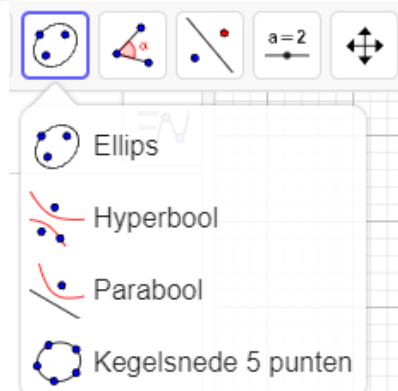 α
a=2
Ellips
Hyperbool
Parabool
Kegelsnede 5 punten